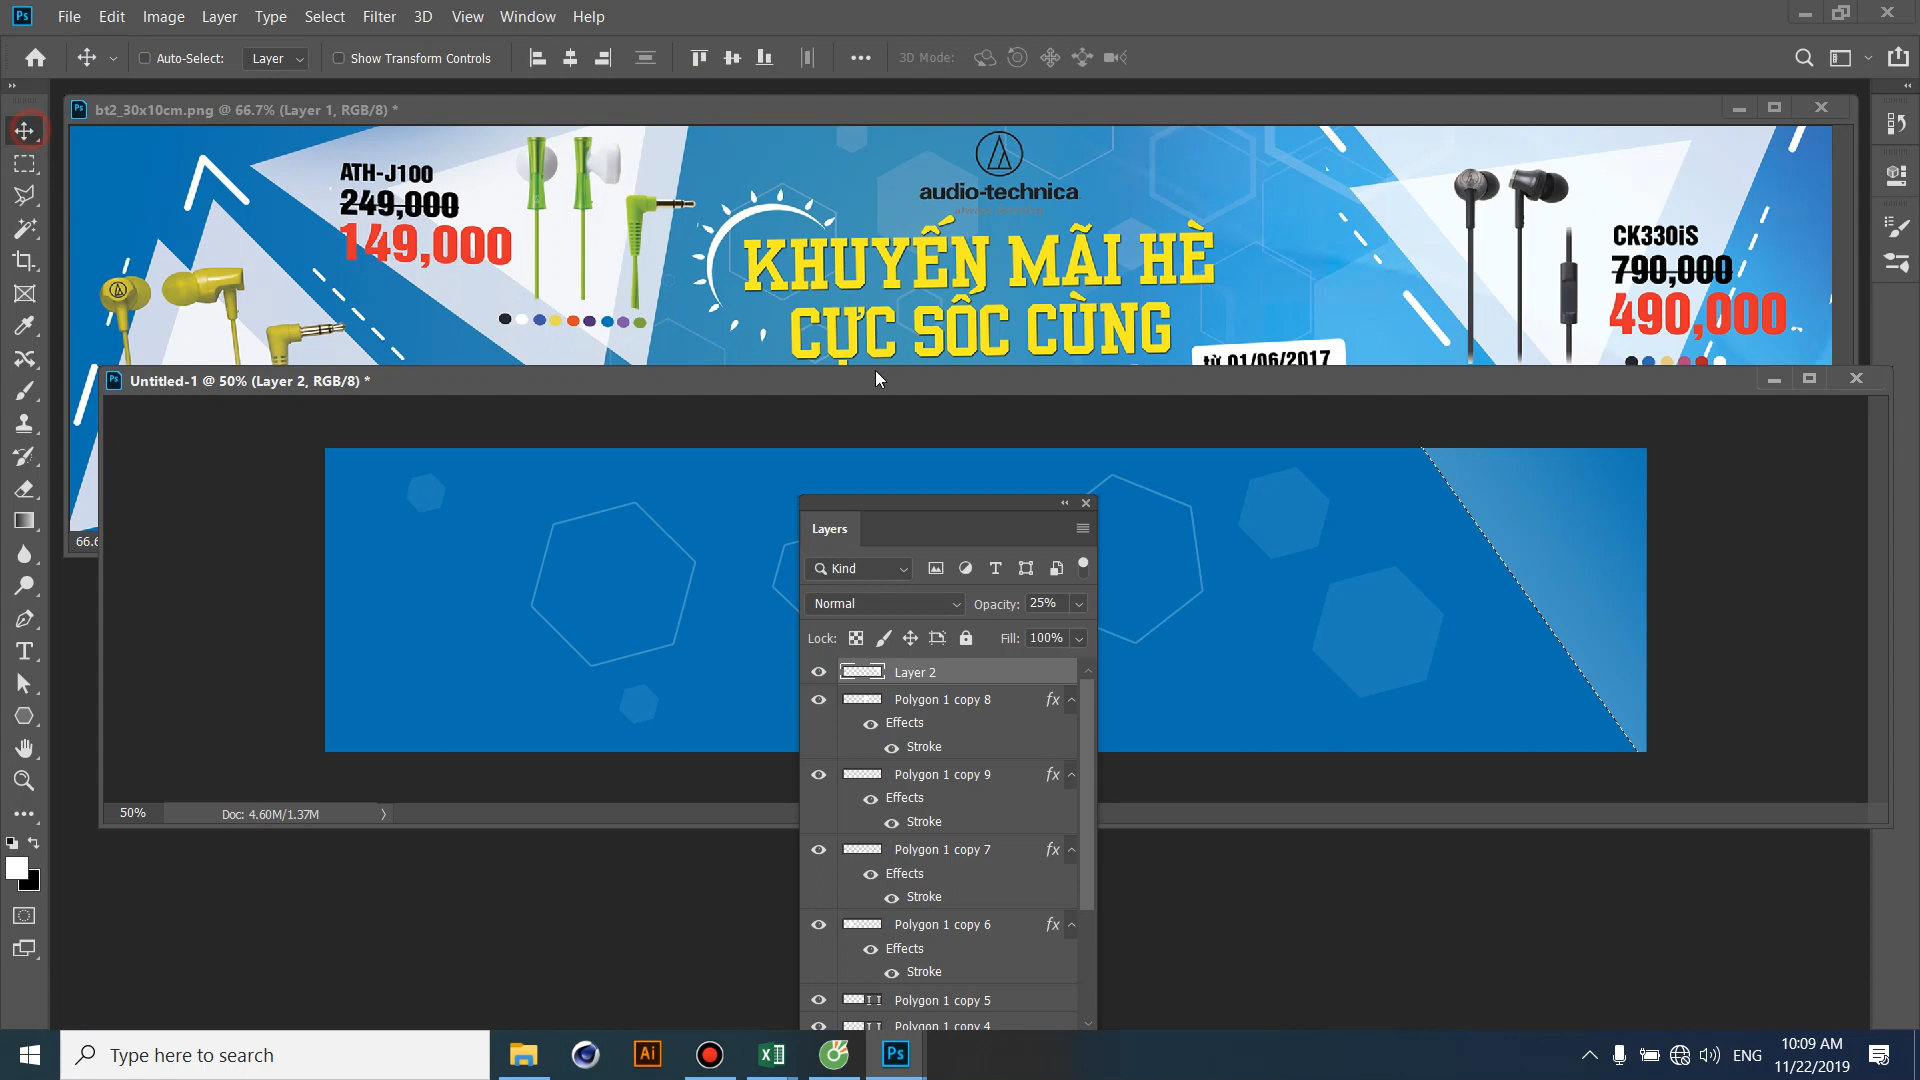 File Edit Image Layer Type Select Filter 3D View Window Help
Auto-Select: Layer Show Transform Controls 3D Mode:
bt2_30x10cm.png @ 66.7% (Layer 1, RGB/8) *
ATH-J100
249,000
149,000
audio-technica
always listening
KHUYẾN MÃI HÈ
CỰC SỐC CÙNG
từ 01/06/2017
CK330iS
790,000
490,000
Untitled-1 @ 50% (Layer 2, RGB/8) *
66.6
Layers
Kind
Normal Opacity: 25%
Lock: Fill: 100%
Layer 2
Polygon 1 copy 8 fx
Effects
Stroke
Polygon 1 copy 9 fx
Effects
Stroke
Polygon 1 copy 7 fx
Effects
Stroke
Polygon 1 copy 6 fx
Effects
Stroke
Polygon 1 copy 5
Polygon 1 copy 4
50% Doc: 4.60M/1.37M
Type here to search
Ai
Ps
ENG
10:09 AM
11/22/2019